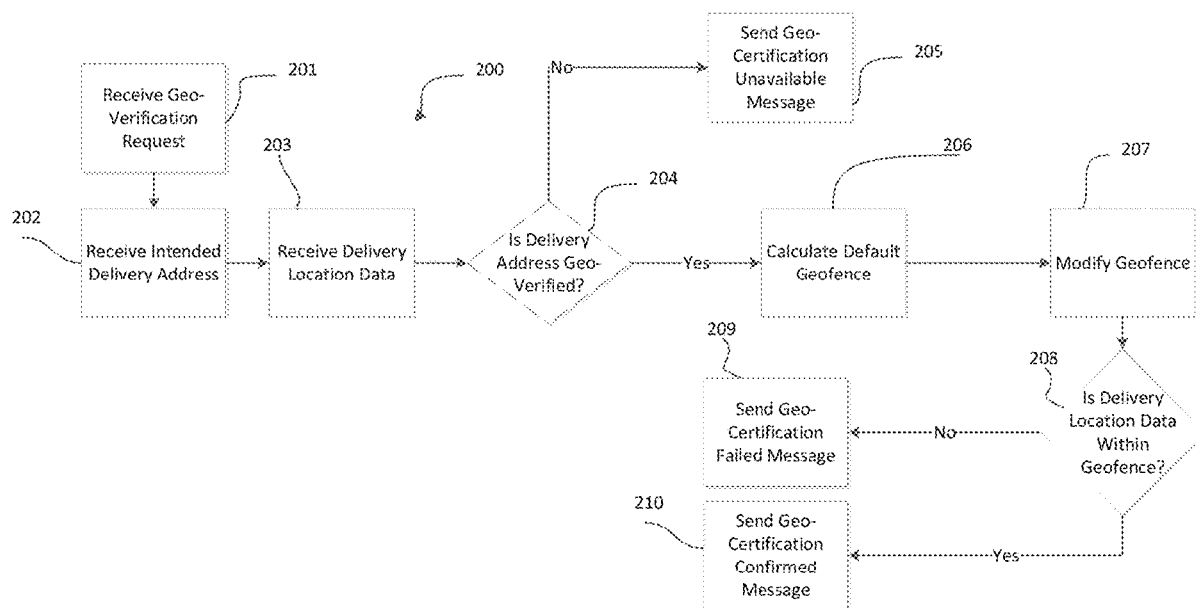 201
Receive Geo-
Verification
Request
200
No
Send Geo-
Certification
Unavailable
Message
205
202
Receive Intended
Delivery Address
203
Receive Delivery
Location Data
204
Is Delivery
Address Geo-
Verified?
Yes
206
Calculate Default
Geofence
207
Modify Geofence
208
Is Delivery
Location Data
Within
Geofence?
No
209
Send Geo-
Certification
Failed Message
Yes
210
Send Geo-
Certification
Confirmed
Message